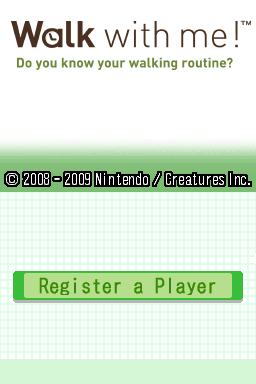 Walk with me!™
Do you know your walking routine?
© 2008 - 2009 Nintendo / Creatures Inc.
Register a Player